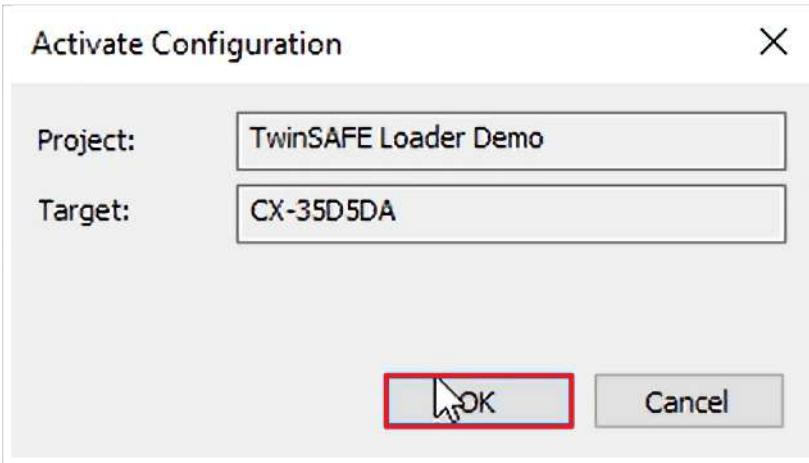 Activate Configuration
Project: TwinSAFE Loader Demo
Target: CX-35D5DA
OK Cancel